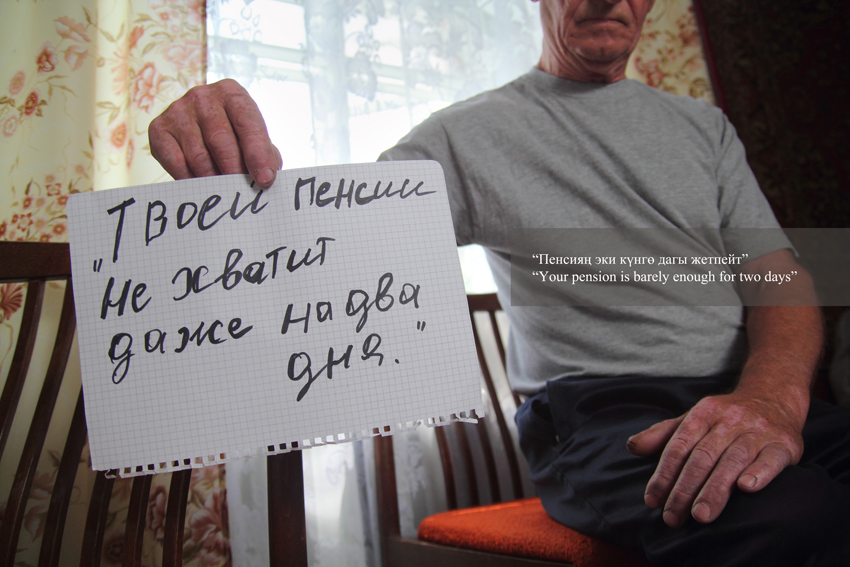 "Твоей пенсии
не хватит
даже на два
дня."
“Пенсияң эки күнгө дагы жетпейт”
“Your pension is barely enough for two days”